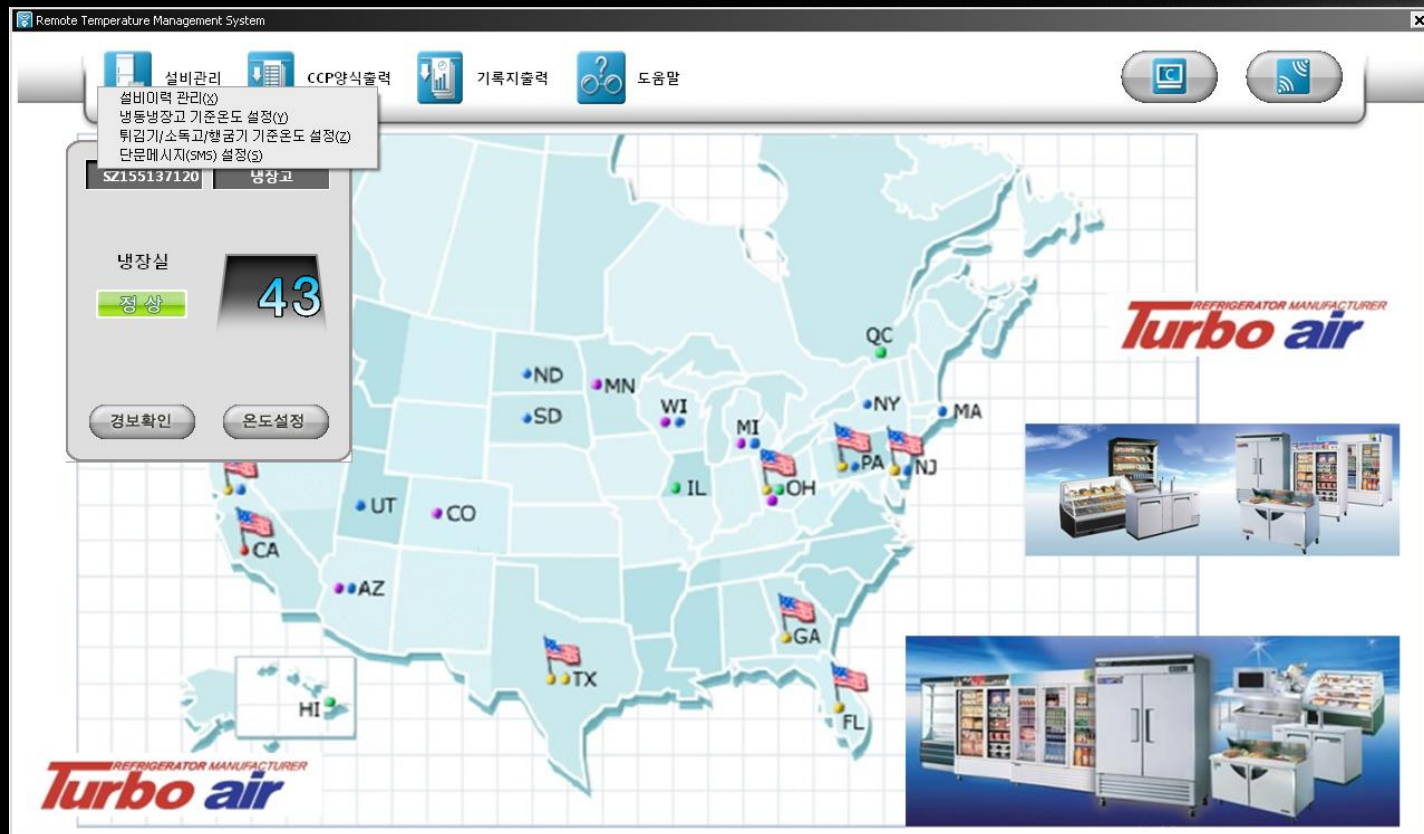 Remote Temperature Management System
설비관리
CCP양식출력
기록지출력
도움말
설비이력 관리(X)
냉동냉장고 기준온도 설정(Y)
튀김기/소독고/헹굼기 기준온도 설정(Z)
단문메시지(SMS) 설정(S)
SZ155137120
냉장고
냉장실
정상
43
경보확인
온도설정
REFRIGERATOR MANUFACTURER
Turbo air
QC
ND
MN
WI
NY
MA
SD
MI
PA
NJ
IL
OH
UT
CO
CA
AZ
GA
TX
FL
HI
REFRIGERATOR MANUFACTURER
Turbo air